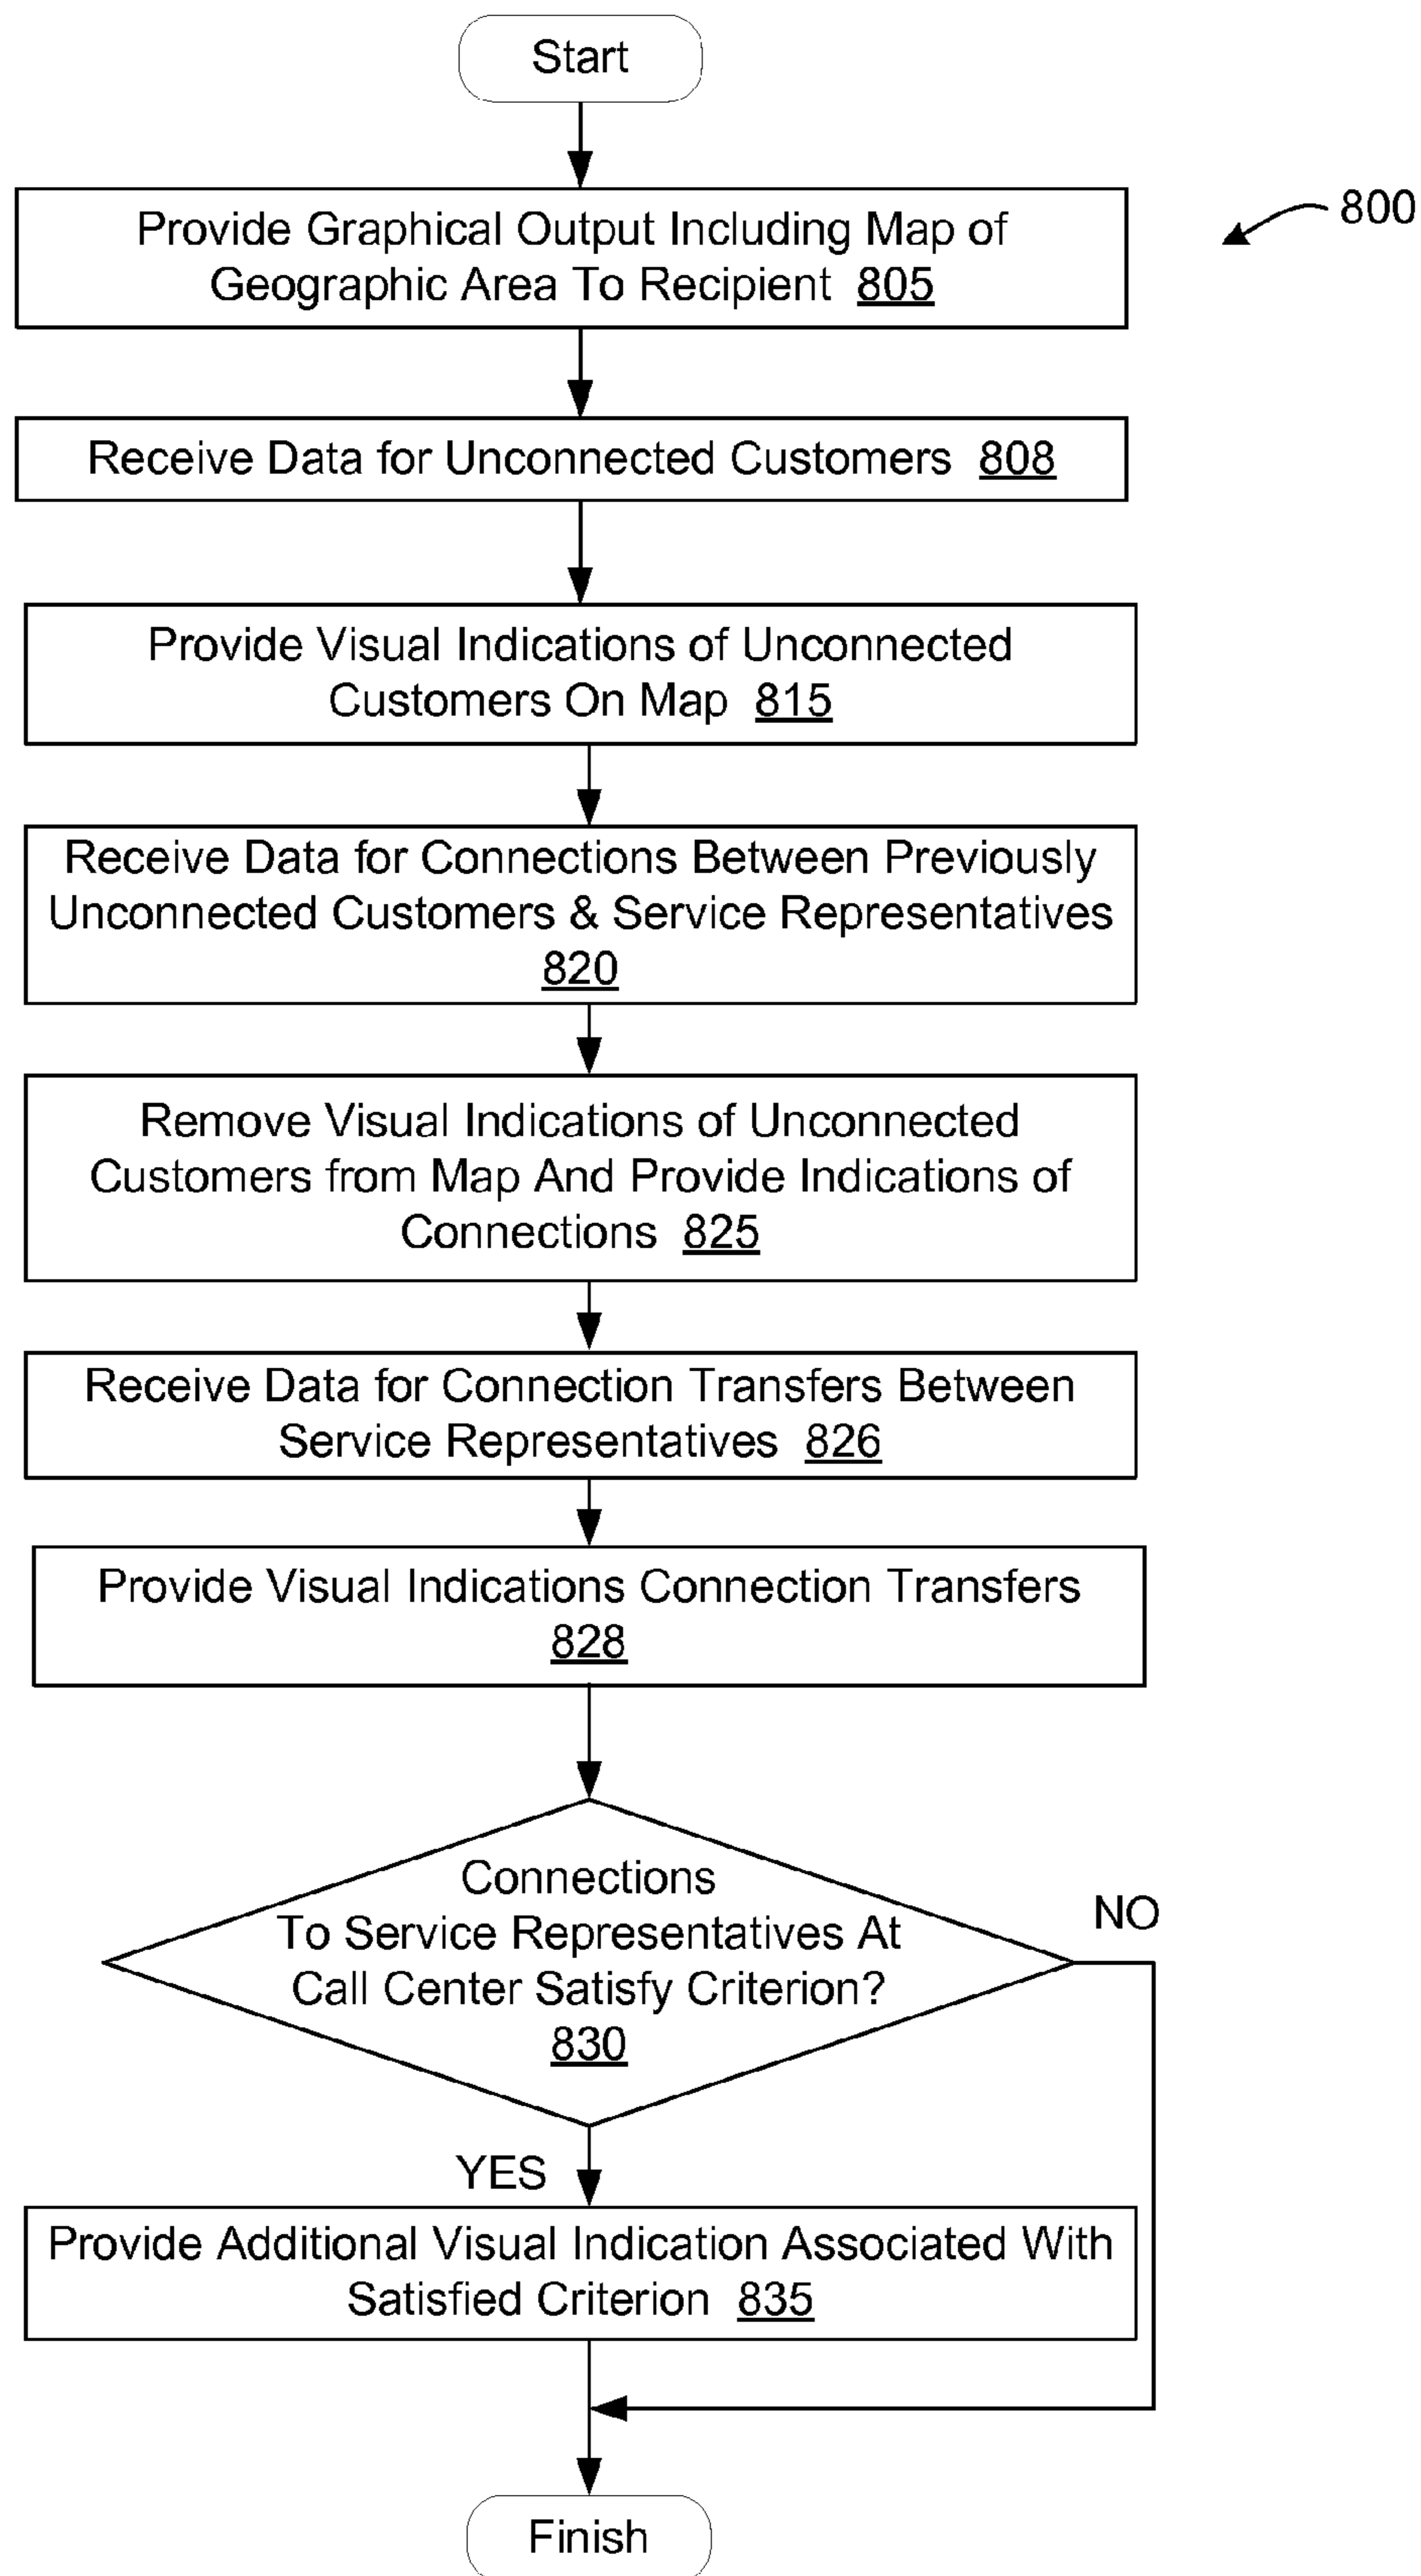 Start
800
Provide Graphical Output Including Map of
Geographic Area To Recipient 805
Receive Data for Unconnected Customers 808
Provide Visual Indications of Unconnected
Customers On Map 815
Receive Data for Connections Between Previously
Unconnected Customers & Service Representatives
820
Remove Visual Indications of Unconnected
Customers from Map And Provide Indications of
Connections 825
Receive Data for Connection Transfers Between
Service Representatives 826
Provide Visual Indications Connection Transfers
828
Connections
To Service Representatives At
Call Center Satisfy Criterion?
830
NO
YES
Provide Additional Visual Indication Associated With
Satisfied Criterion 835
Finish